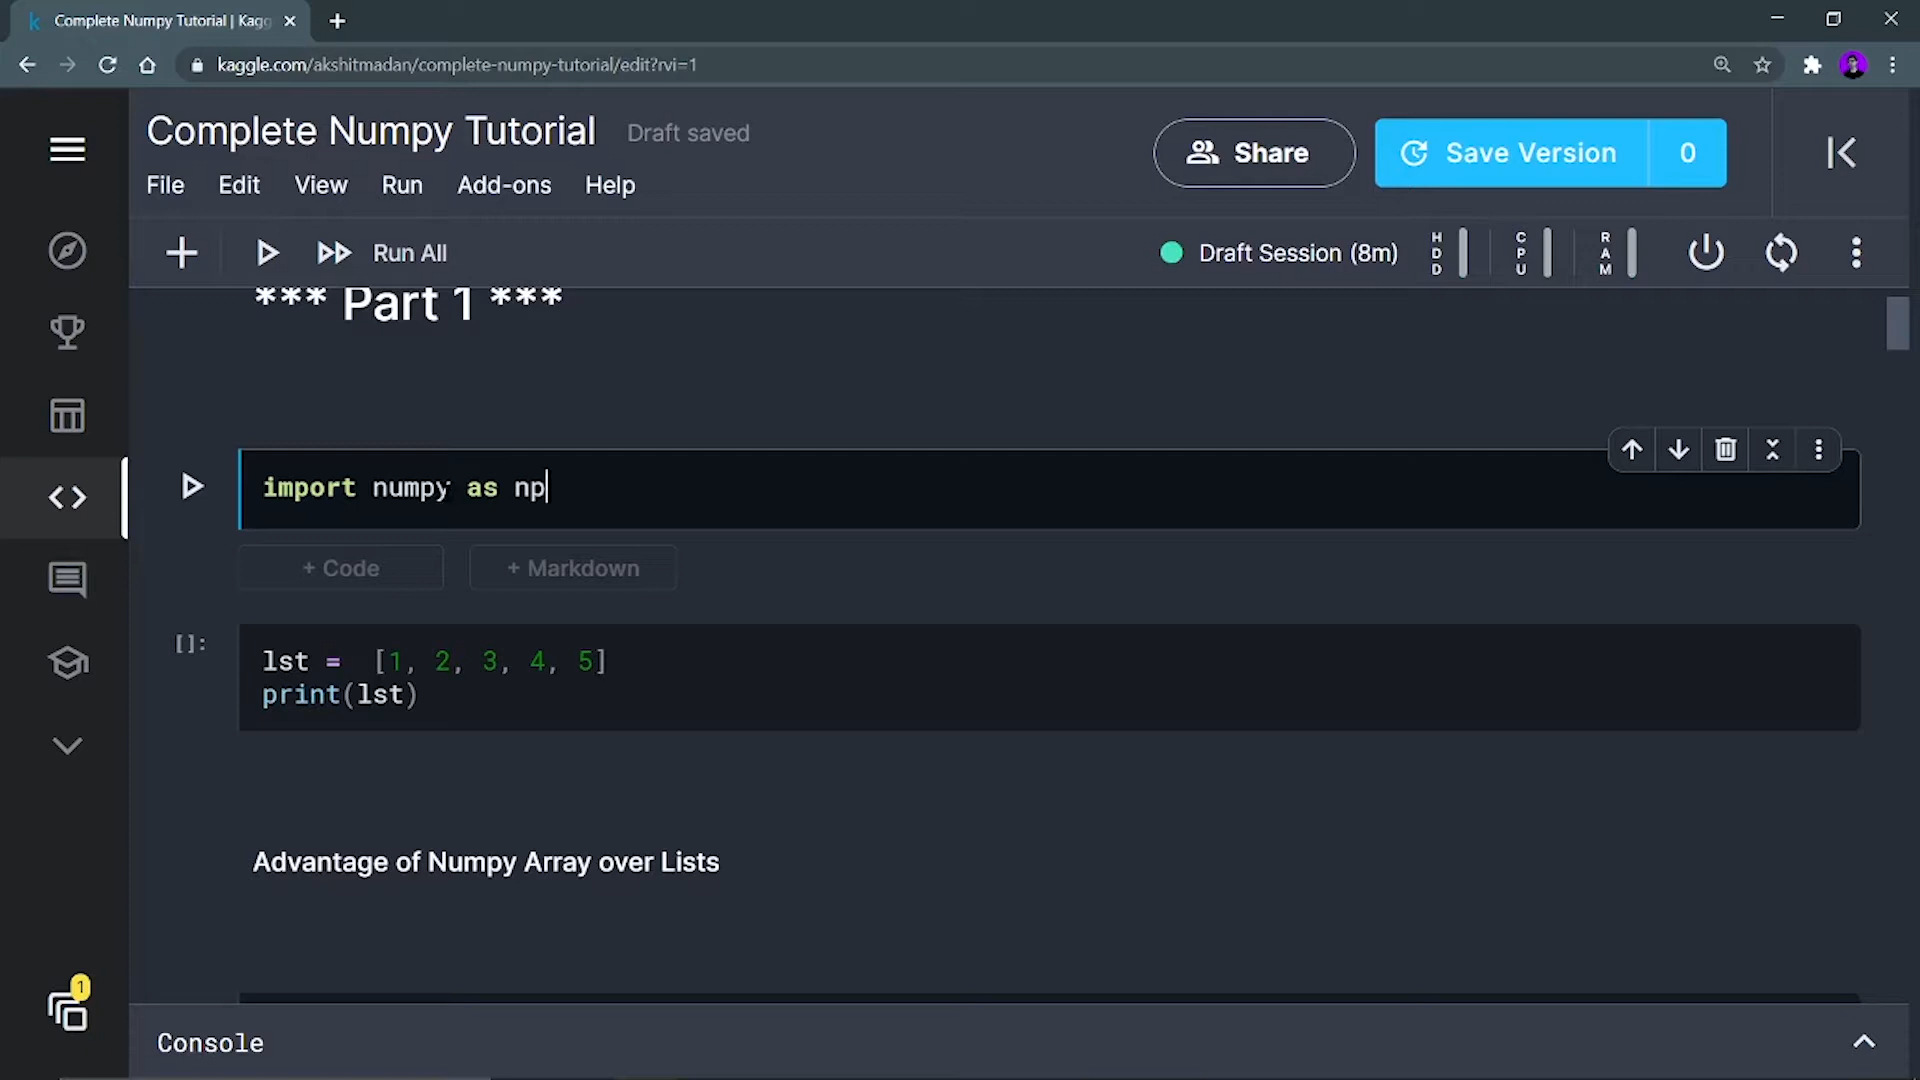 Complete Numpy Tutorial | Kagg
kaggle.com/akshitmadan/complete-numpy-tutorial/edit?rvi=1
Complete Numpy Tutorial Draft saved
Share
Save Version 0
File Edit View Run Add-ons Help
Run All
Draft Session (8m) HDD CPU RAM
*** Part 1 ***
import numpy as np
+ Code + Markdown
[]:
lst =  [1, 2, 3, 4, 5]
print(lst)
Advantage of Numpy Array over Lists
1
Console